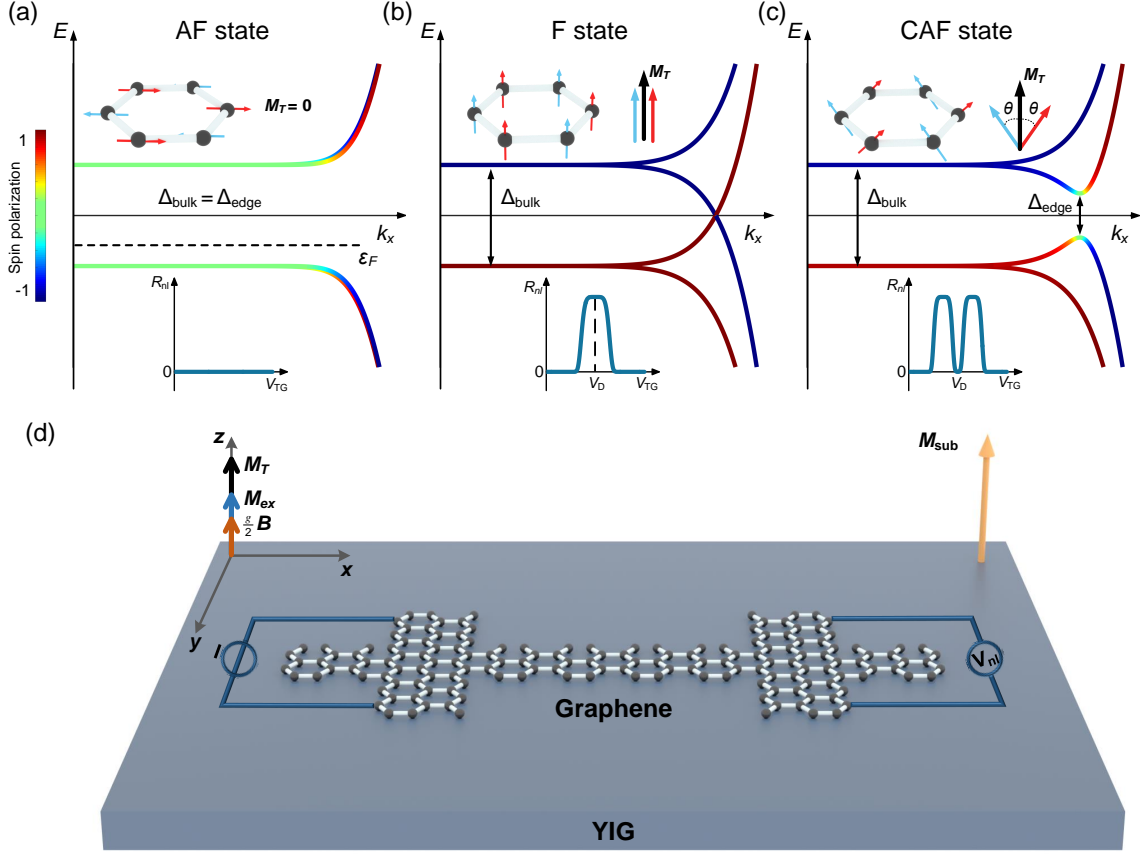 (a)
AF state
E
M_T = 0
1
Spin polarization
-1
Δ_bulk = Δ_edge
k_x
ε_F
R_nl
0
V_TG
(b)
F state
E
M_T
Δ_bulk
k_x
R_nl
0
V_D
V_TG
(c)
CAF state
E
M_T
θ θ
Δ_bulk
Δ_edge
k_x
R_nl
0
V_D
V_TG
(d)
z
M_T
M_ex
g/2 B
x
y
M_sub
I
V_nl
Graphene
YIG